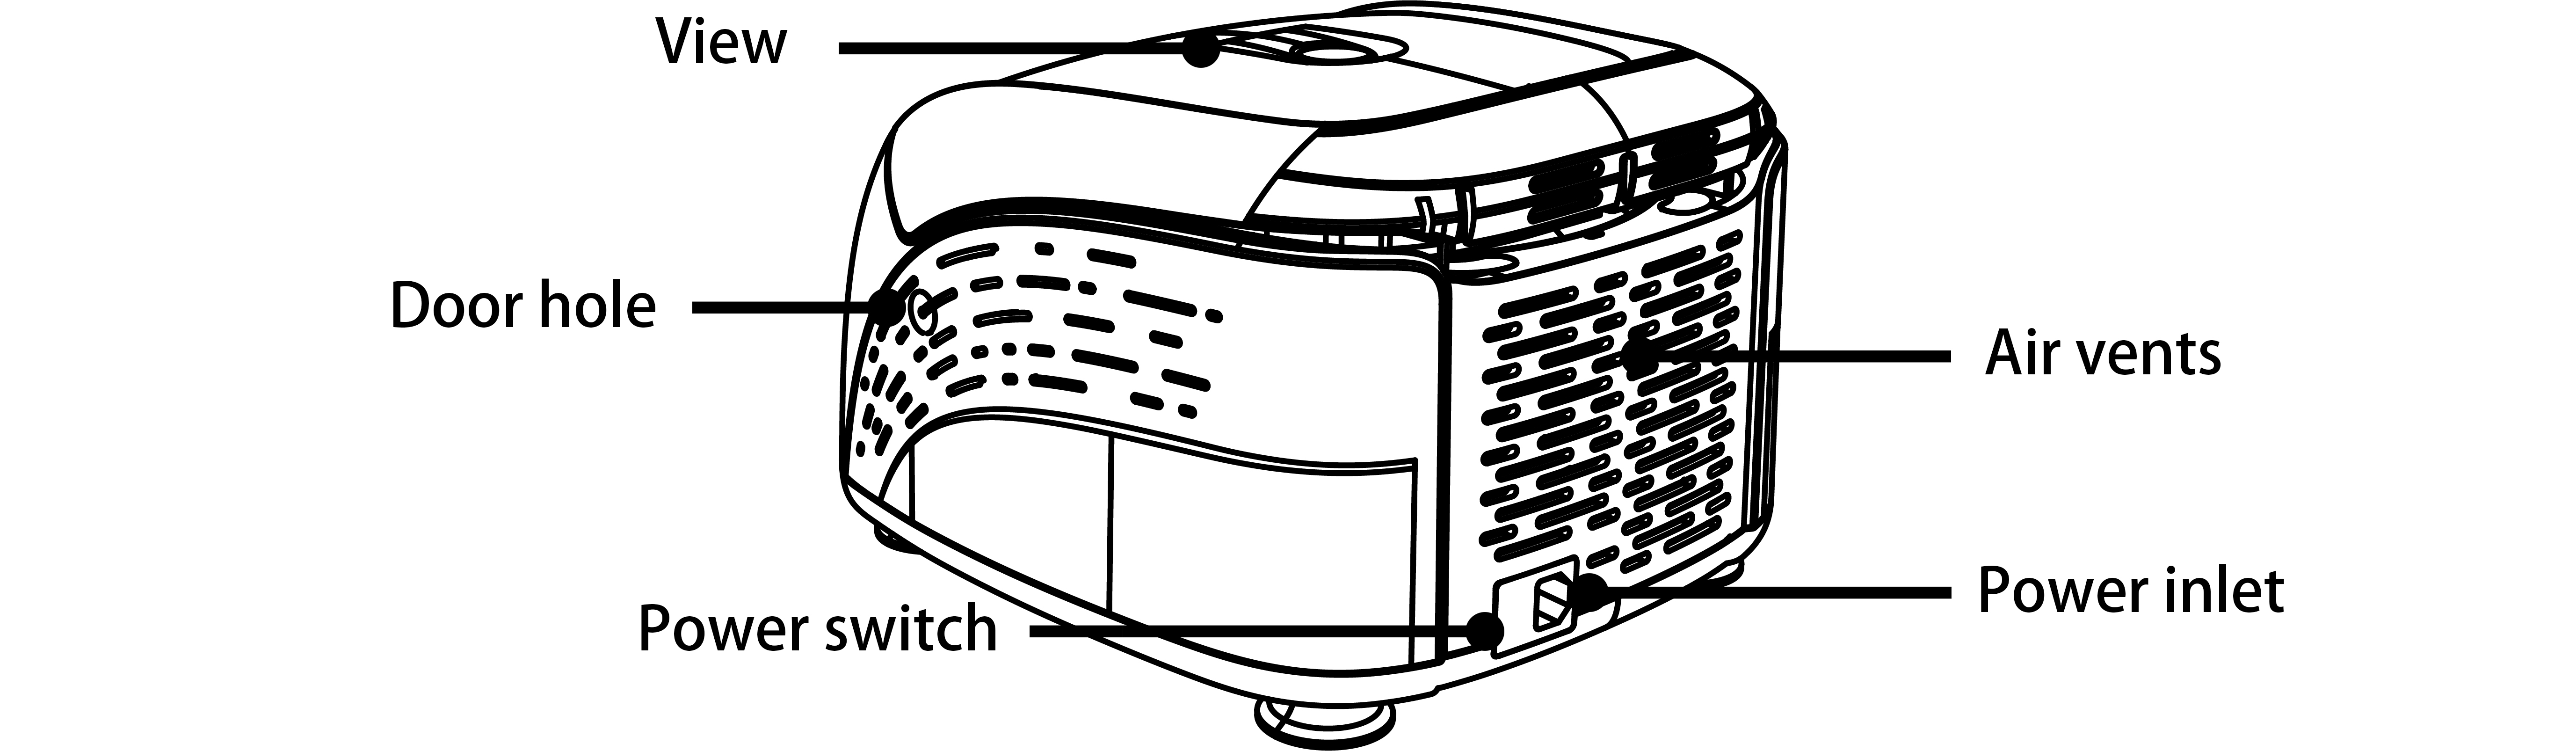 View
Door hole
Air vents
Power inlet
Power switch